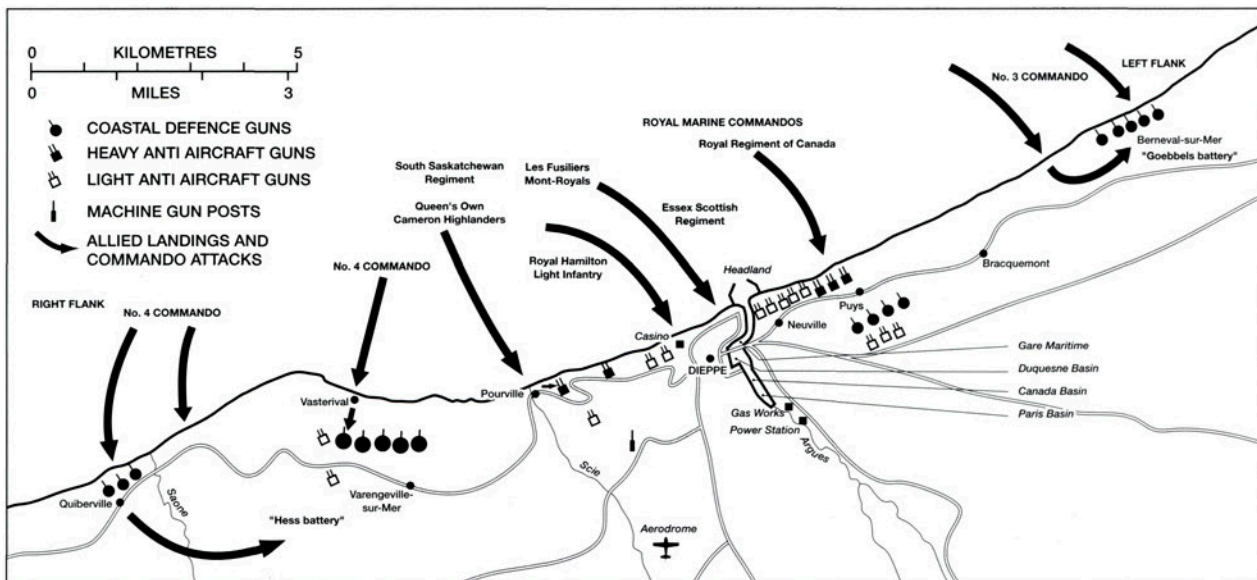 0 KILOMETRES 5
0 MILES 3
COASTAL DEFENCE GUNS
HEAVY ANTI AIRCRAFT GUNS
LIGHT ANTI AIRCRAFT GUNS
MACHINE GUN POSTS
ALLIED LANDINGS AND
COMMANDO ATTACKS
RIGHT FLANK
No. 4 COMMANDO
No. 4 COMMANDO
South Saskatchewan
Regiment
Queen's Own
Cameron Highlanders
Les Fusiliers
Mont-Royals
Royal Hamilton
Light Infantry
Essex Scottish
Regiment
ROYAL MARINE COMMANDOS
Royal Regiment of Canada
No. 3 COMMANDO
LEFT FLANK
Berneval-sur-Mer
"Goebbels battery"
Bracquemont
Headland
Puys
Neuville
Casino
DIEPPE
Gare Maritime
Duquesne Basin
Canada Basin
Paris Basin
Gas Works
Power Station
Argues
Pourville
Scie
Aerodrome
Vasterival
Varengeville-
sur-Mer
"Hess battery"
Quiberville
Saone